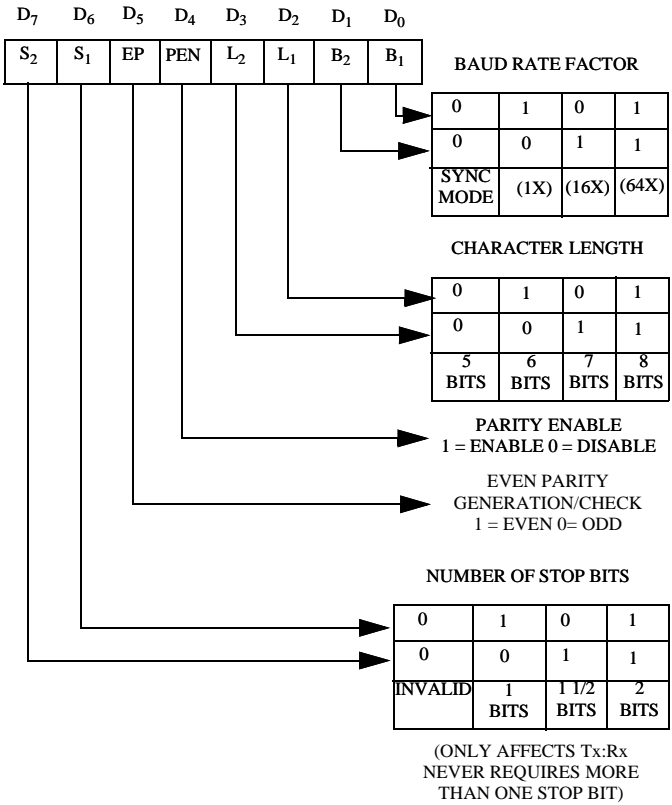 D7 D6 D5 D4 D3 D2 D1 D0
S2 S1 EP PEN L2 L1 B2 B1
BAUD RATE FACTOR
0 1 0 1
0 0 1 1
SYNC MODE (1X) (16X) (64X)
CHARACTER LENGTH
0 1 0 1
0 0 1 1
5 BITS 6 BITS 7 BITS 8 BITS
PARITY ENABLE
1 = ENABLE 0 = DISABLE
EVEN PARITY
GENERATION/CHECK
1 = EVEN 0= ODD
NUMBER OF STOP BITS
0 1 0 1
0 0 1 1
INVALID 1 BITS 1 1/2 BITS 2 BITS
(ONLY AFFECTS Tx:Rx
NEVER REQUIRES MORE
THAN ONE STOP BIT)